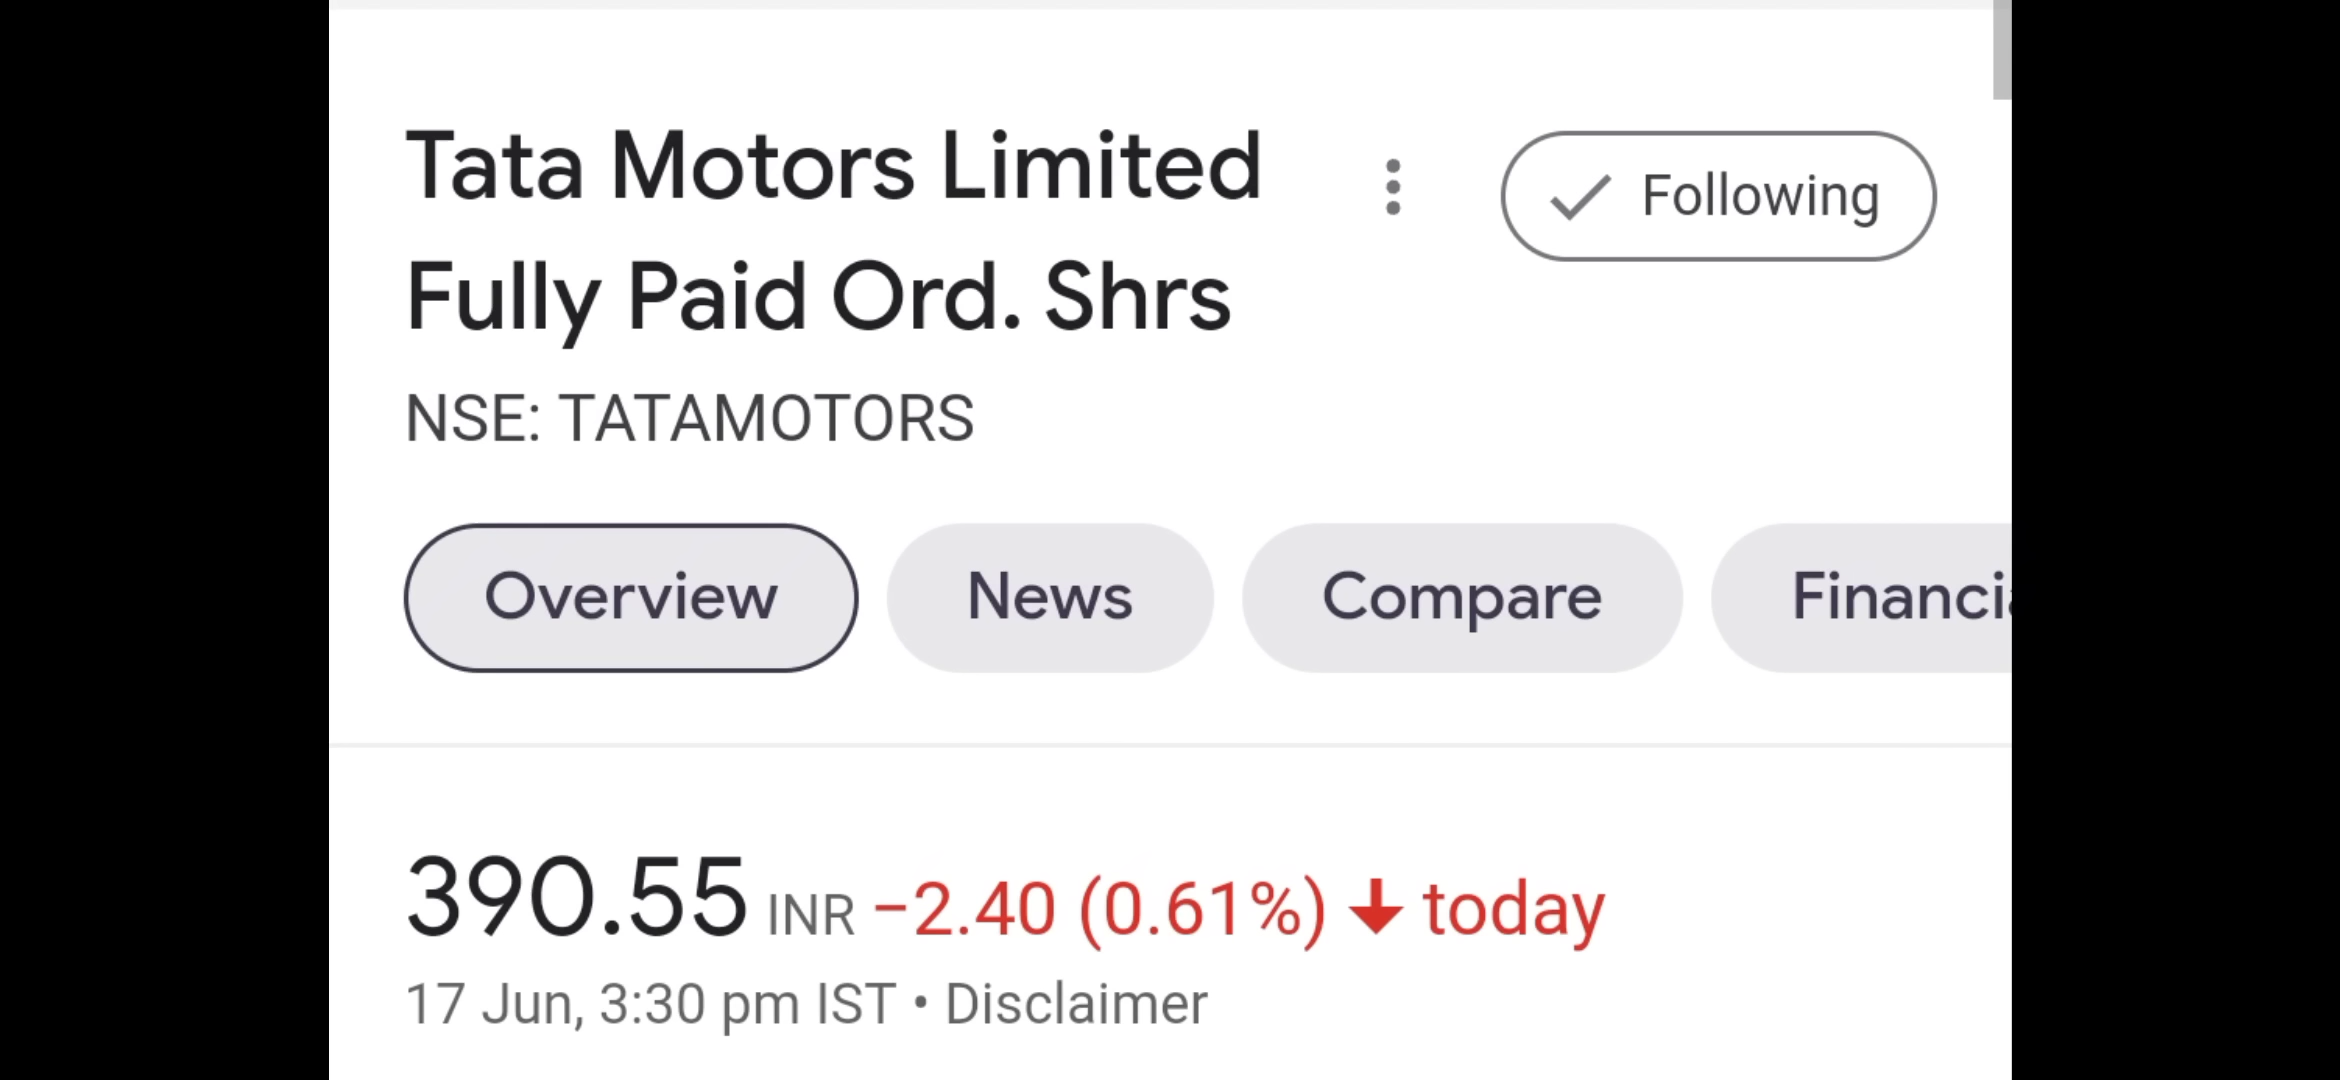 Tata Motors Limited
Fully Paid Ord. Shrs
Following
NSE: TATAMOTORS
Overview
News
Compare
Financia
390.55 INR −2.40 (0.61%) ↓ today
17 Jun, 3:30 pm IST • Disclaimer